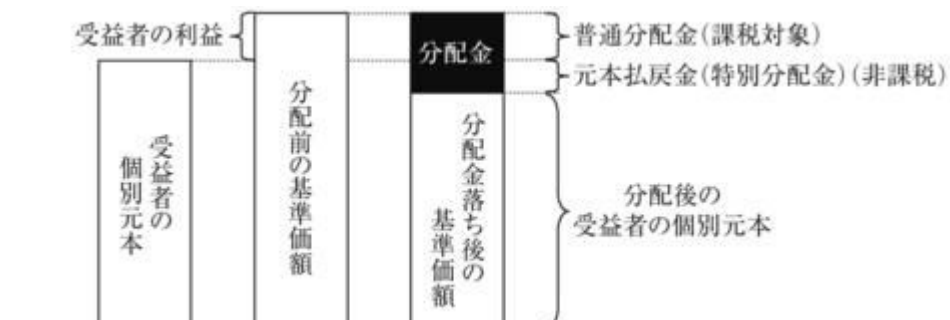 受益者の利益
分配金
普通分配金(課税対象)
元本払戻金(特別分配金)(非課税)
受益者の
個別元本
分配前の基準価額
分配金落ち後の
基準価額
分配後の
受益者の個別元本